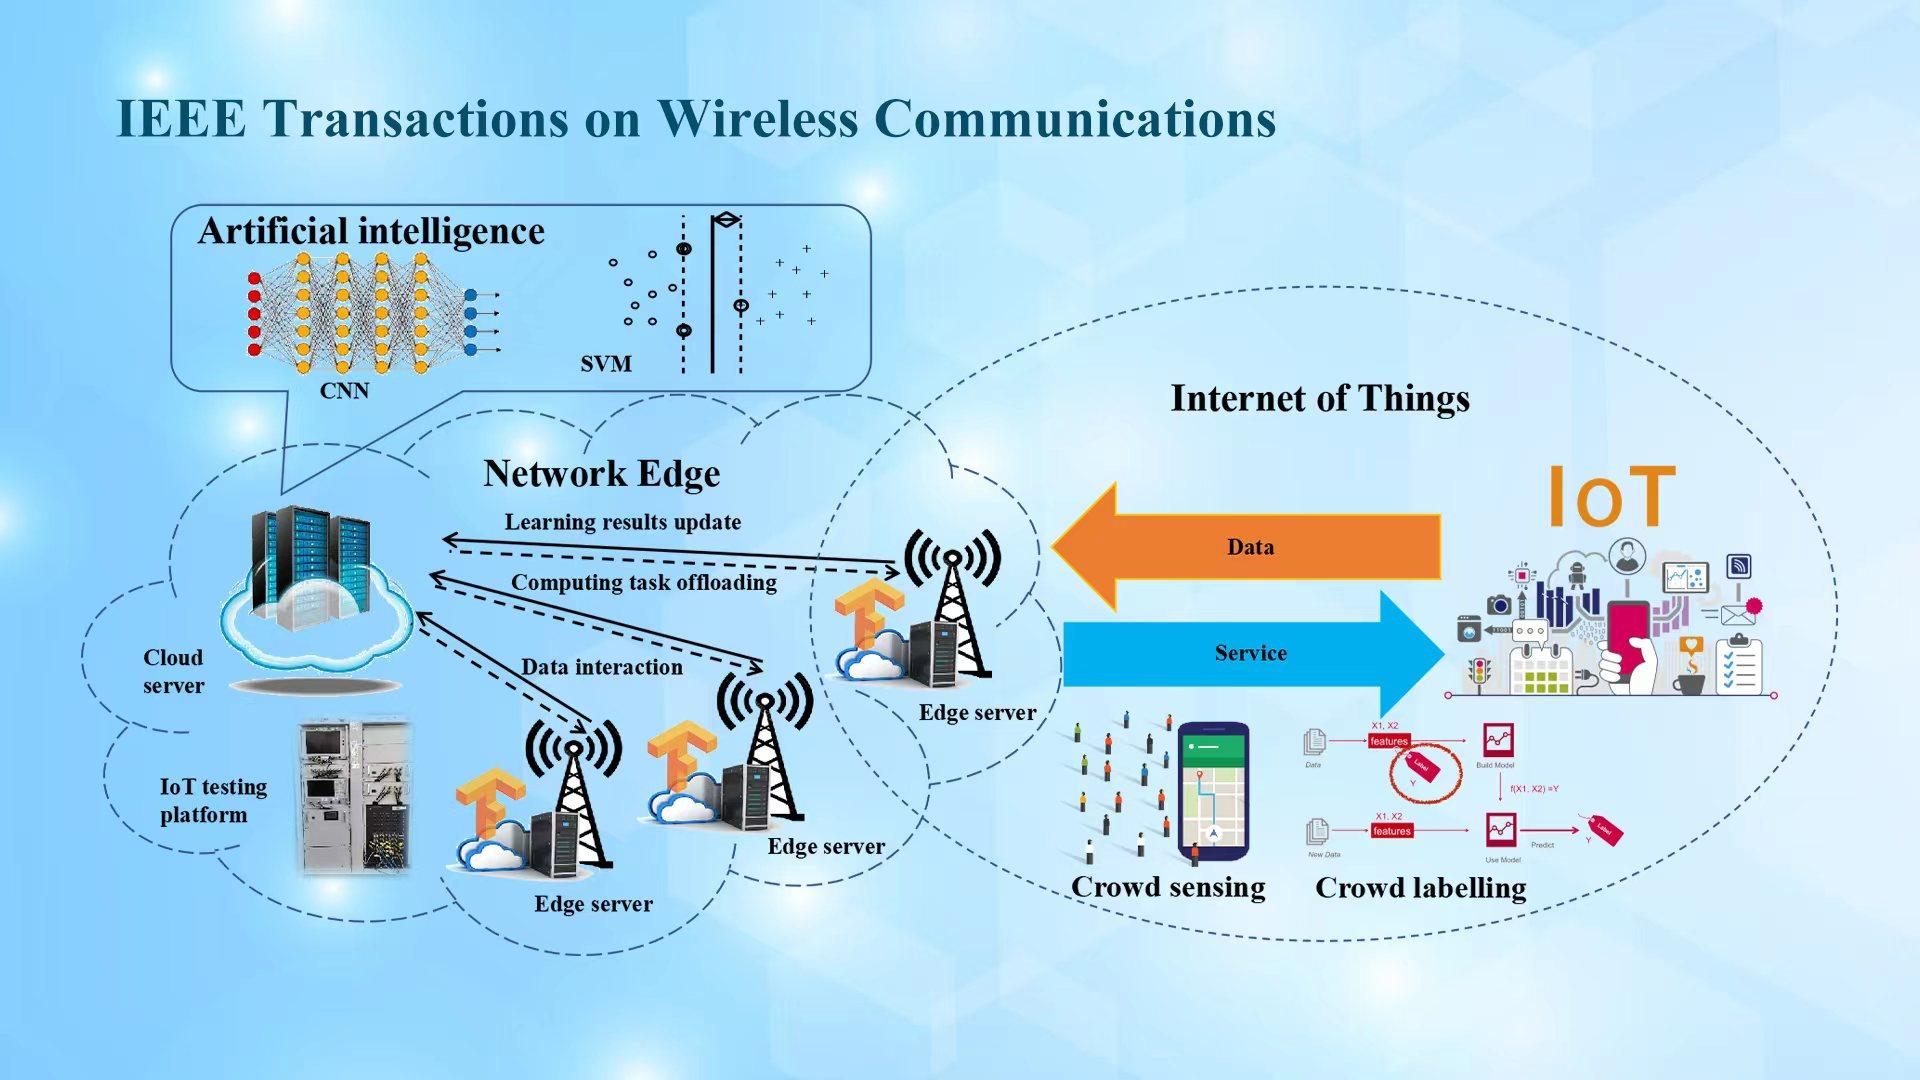 IEEE Transactions on Wireless Communications
Artificial intelligence
CNN
SVM
Network Edge
Learning results update
Computing task offloading
Data interaction
Cloud
server
IoT testing
platform
Edge server
Edge server
Edge server
Internet of Things
IoT
Data
Service
Crowd sensing
X1, X2
features
Data
Label
Y
Build Model
f(X1, X2) =Y
X1, X2
features
New Data
Use Model
Predict
Label
Y
Crowd labelling